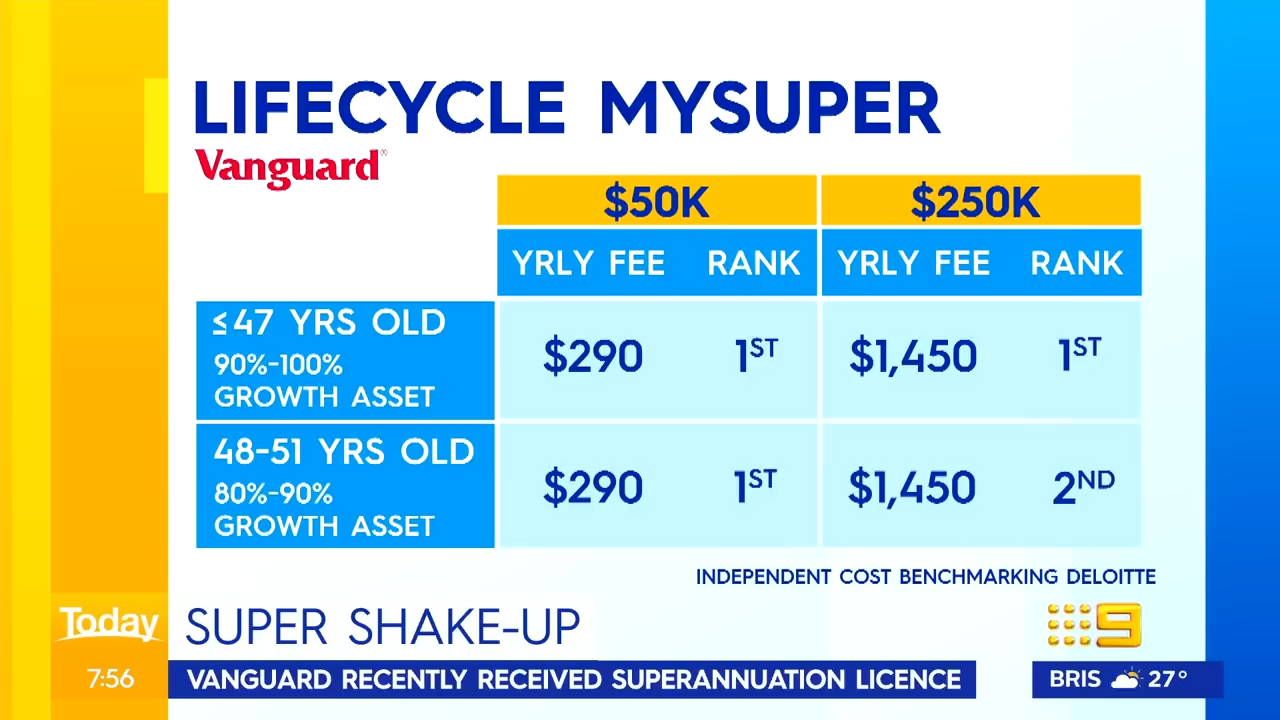 LIFECYCLE MYSUPER
Vanguard®
$50K $250K
YRLY FEE RANK YRLY FEE RANK
≤47 YRS OLD
90%-100%
GROWTH ASSET
$290 1ST $1,450 1ST
48-51 YRS OLD
80%-90%
GROWTH ASSET
$290 1ST $1,450 2ND
INDEPENDENT COST BENCHMARKING DELOITTE
Today
SUPER SHAKE-UP
9
7:56
VANGUARD RECENTLY RECEIVED SUPERANNUATION LICENCE
BRIS 27°